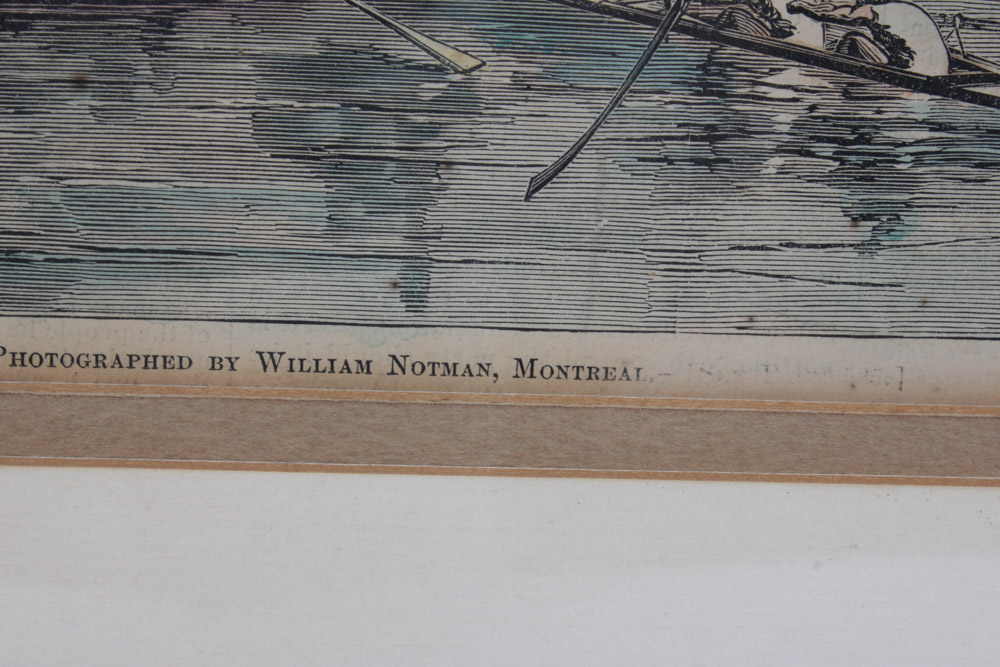 PHOTOGRAPHED BY WILLIAM NOTMAN, MONTREAL.–